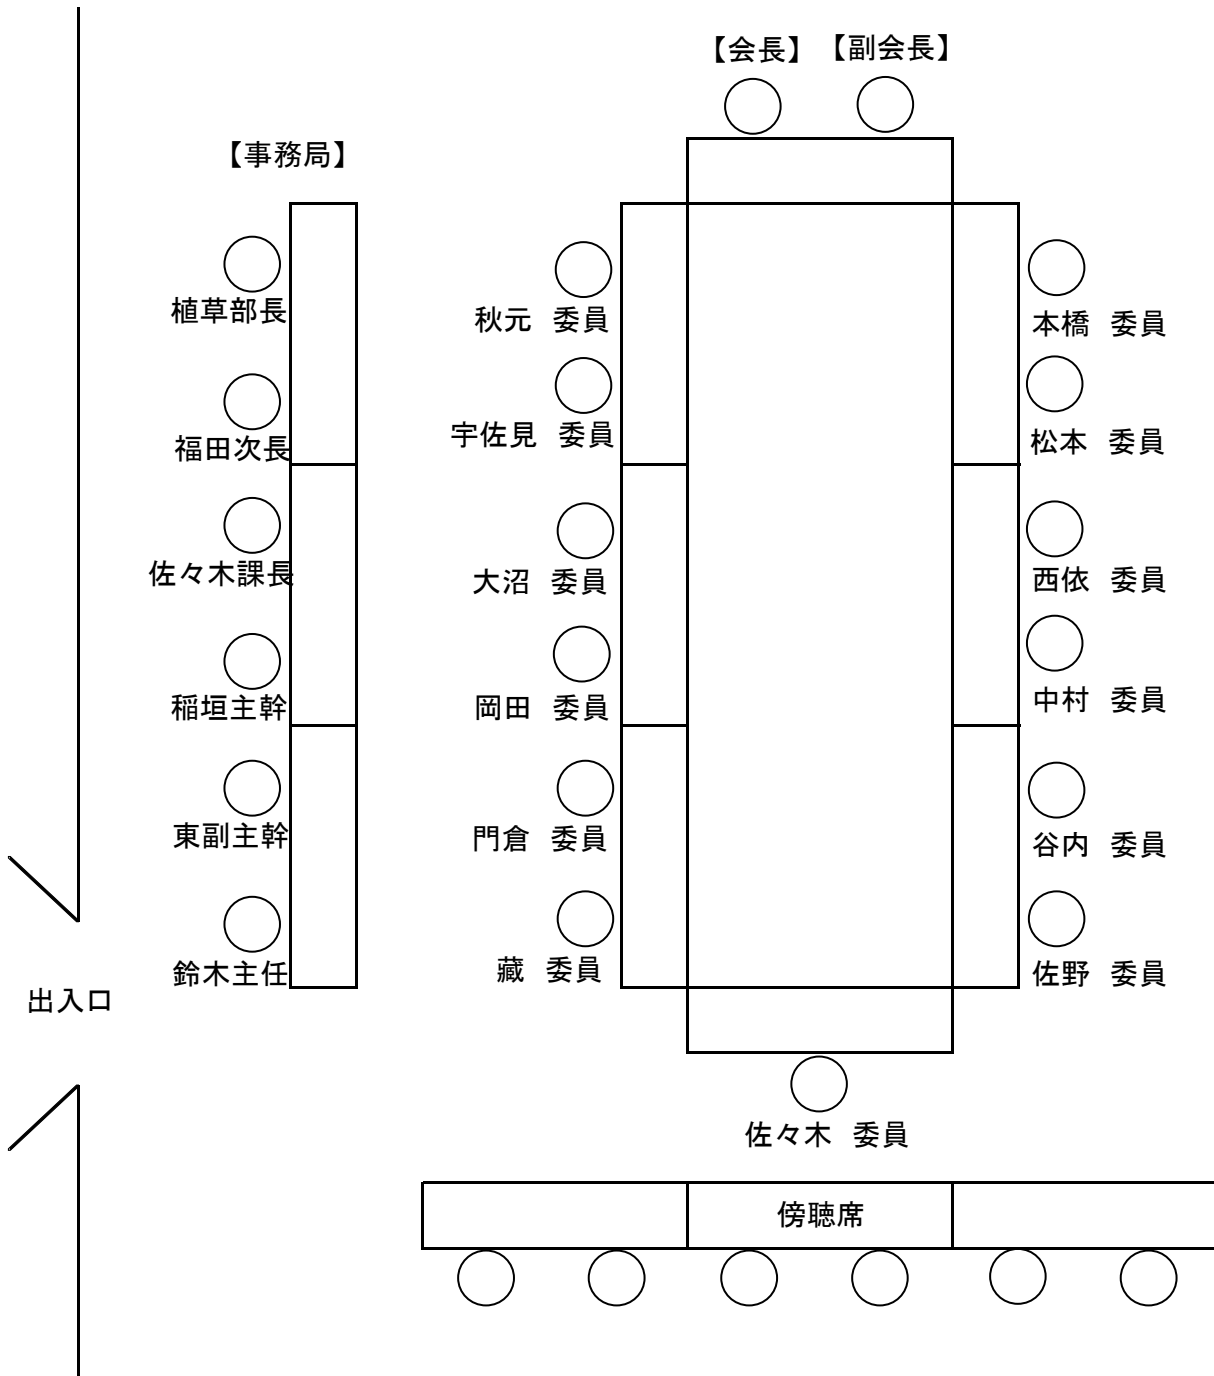 【会長】 【副会長】
【事務局】
植草部長
福田次長
佐々木課長
稲垣主幹
東副主幹
鈴木主任
出入口
秋元　委員
宇佐見　委員
大沼　委員
岡田　委員
門倉　委員
藏　委員
本橋　委員
松本　委員
西依　委員
中村　委員
谷内　委員
佐野　委員
佐々木　委員
傍聴席